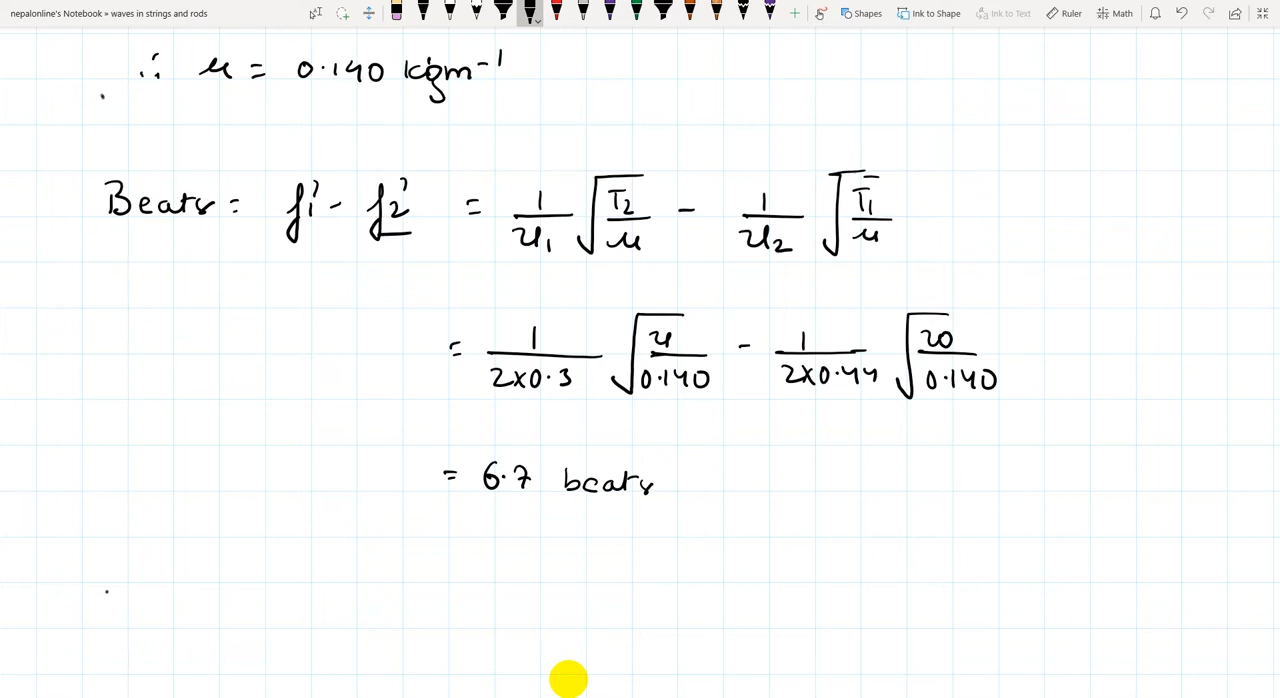 nepalonline's Notebook » waves in strings and rods Shapes Ink to Shape Ink to Text Ruler Math
∴ μ = 0.140 kgm⁻¹
Beats = f₁' - f₂' = 1/2l₁ √(T₂/μ) - 1/2l₂ √(T₁/μ)
= 1/(2×0.3) √(4/0.140) - 1/(2×0.44) √(20/0.140)
= 6.7 beats